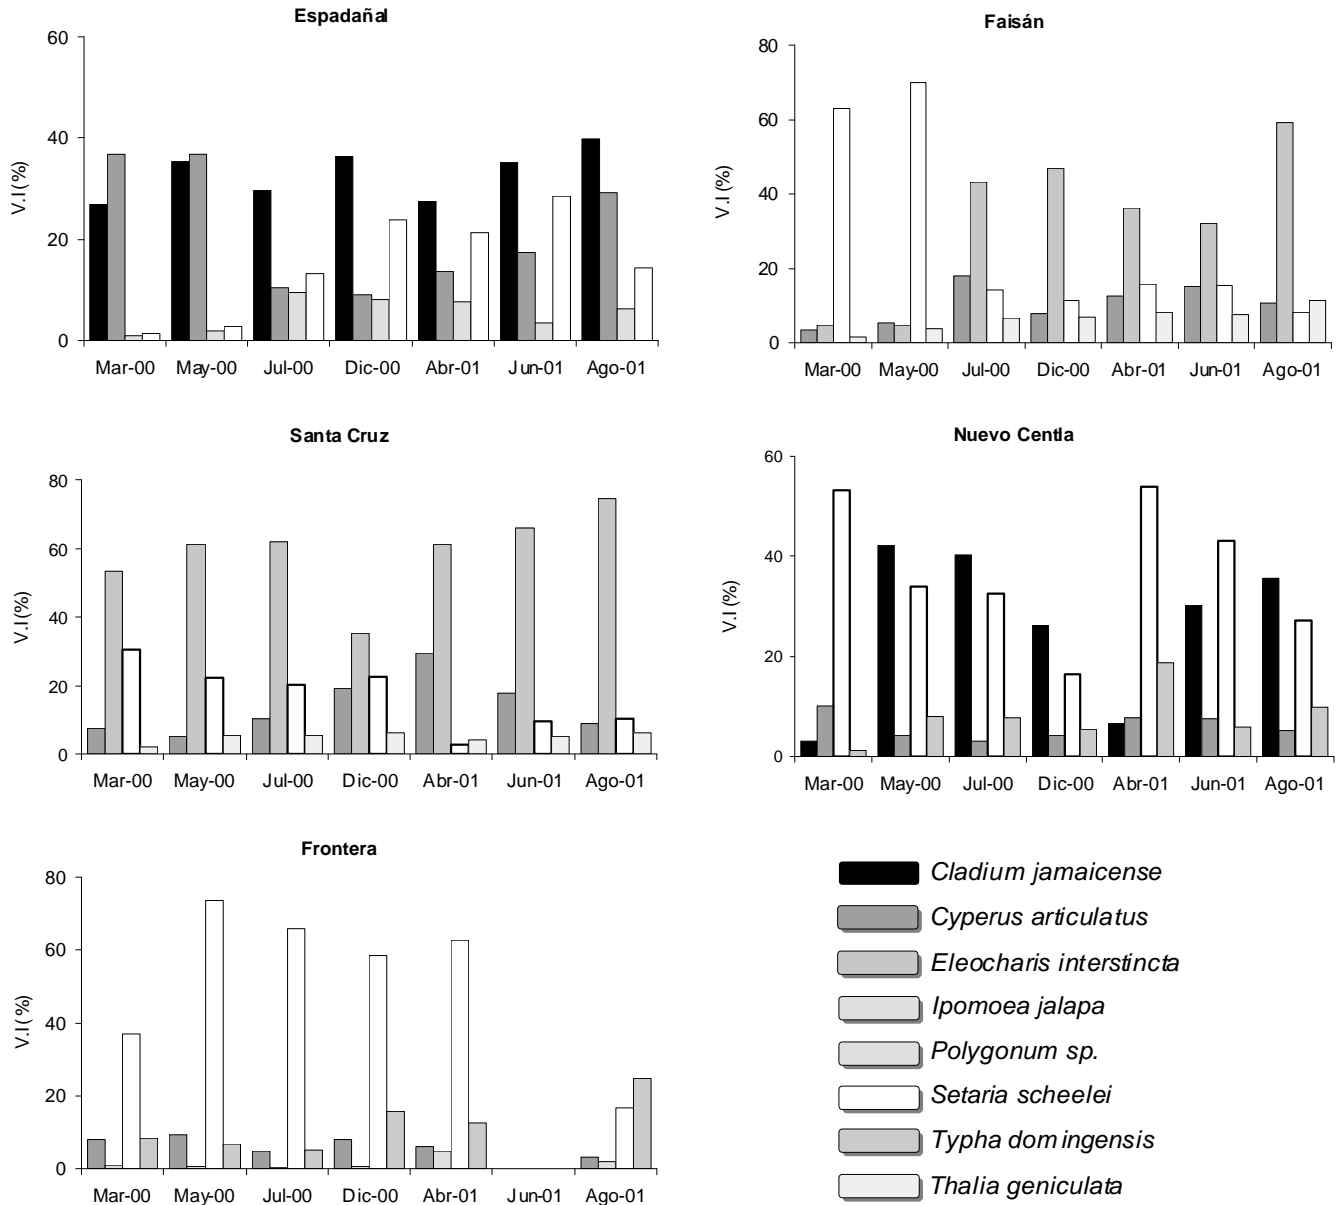 Espadañal
60
40
20
0
V.I (%)
Mar-00 May-00 Jul-00 Dic-00 Abr-01 Jun-01 Ago-01
Faisán
80
60
40
20
0
V.I (%)
Mar-00 May-00 Jul-00 Dic-00 Abr-01 Jun-01 Ago-01
Santa Cruz
80
60
40
20
0
V.I (%)
Mar-00 May-00 Jul-00 Dic-00 Abr-01 Jun-01 Ago-01
Nuevo Centla
60
40
20
0
V.I (%)
Mar-00 May-00 Jul-00 Dic-00 Abr-01 Jun-01 Ago-01
Frontera
80
60
40
20
0
V.I (%)
Mar-00 May-00 Jul-00 Dic-00 Abr-01 Jun-01 Ago-01
Cladium jamaicense
Cyperus articulatus
Eleocharis interstincta
Ipomoea jalapa
Polygonum sp.
Setaria scheelei
Typha domingensis
Thalia geniculata